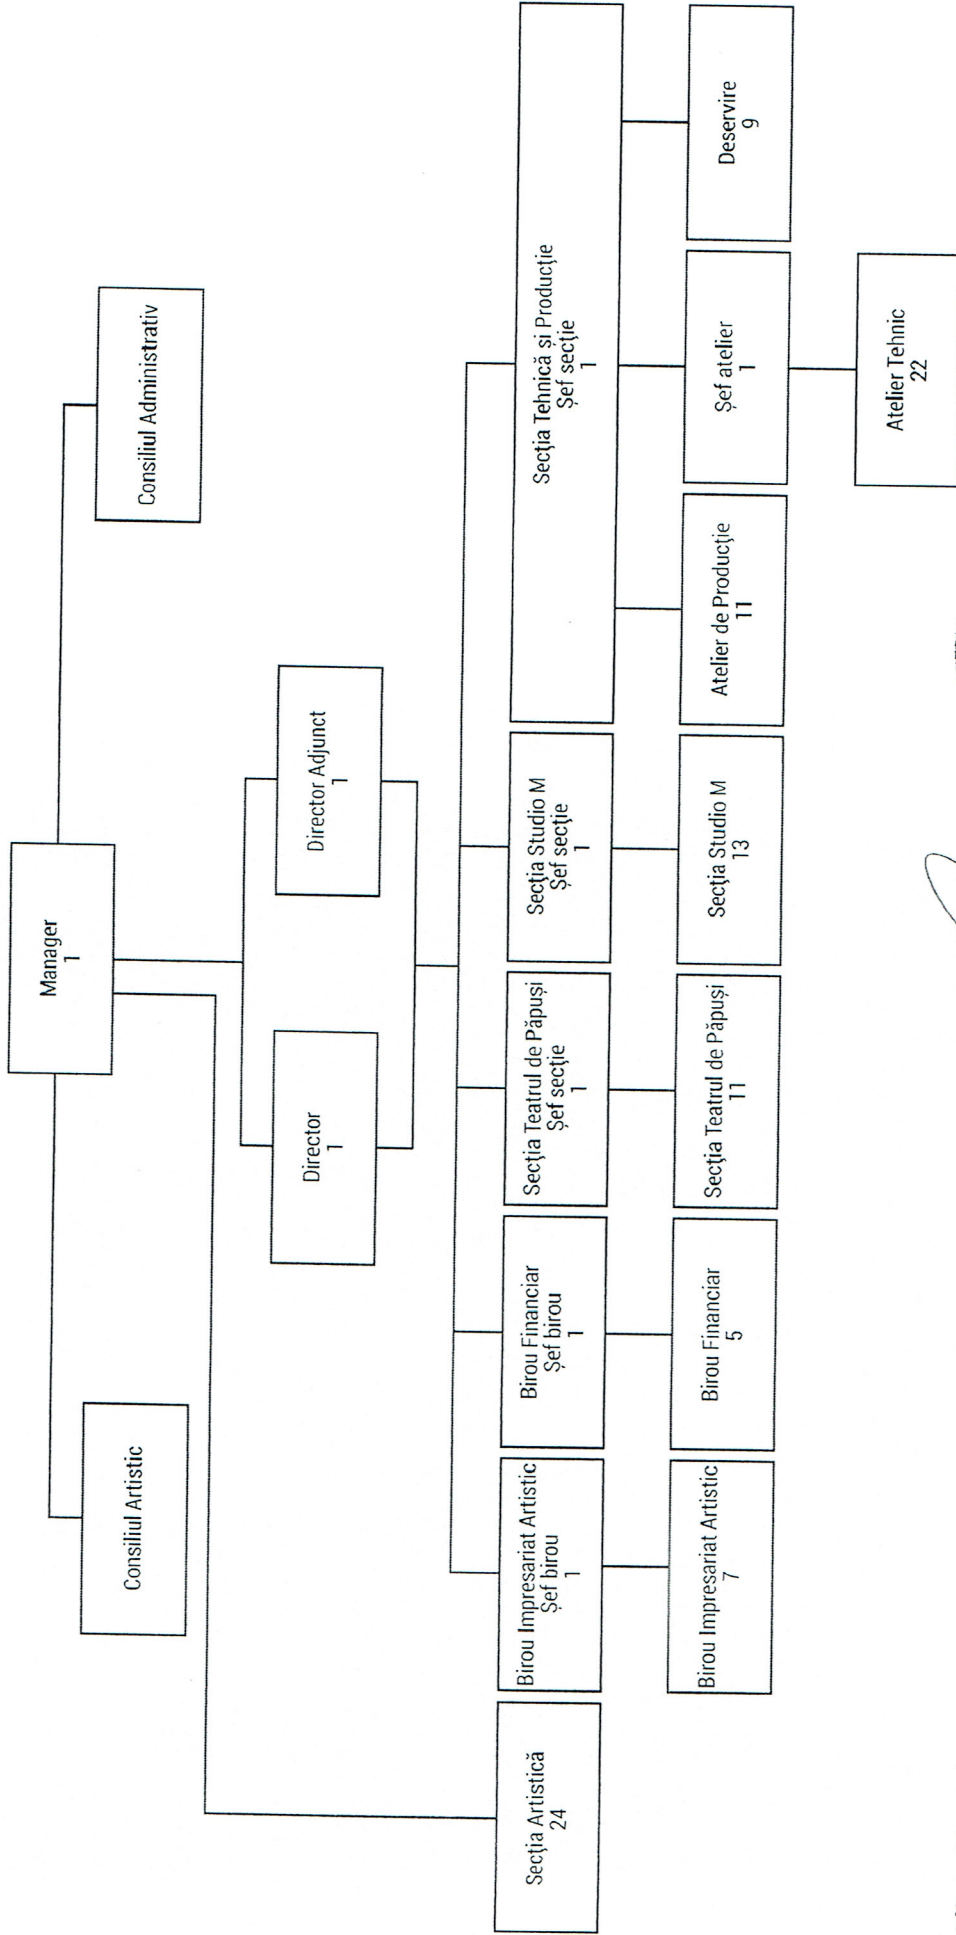 Manager
1
Consiliul Artistic
Consiliul Administrativ
Director
1
Director Adjunct
1
Secția Artistică
24
Birou Impresariat Artistic
Șef birou
1
Birou Financiar
Șef birou
1
Secția Teatrul de Păpuși
Șef secție
1
Secția Studio M
Șef secție
1
Secția Tehnică și Producție
Șef secție
1
Birou Impresariat Artistic
7
Birou Financiar
5
Secția Teatrul de Păpuși
11
Secția Studio M
13
Atelier de Producție
11
Șef atelier
1
Deservire
9
Atelier Tehnic
22